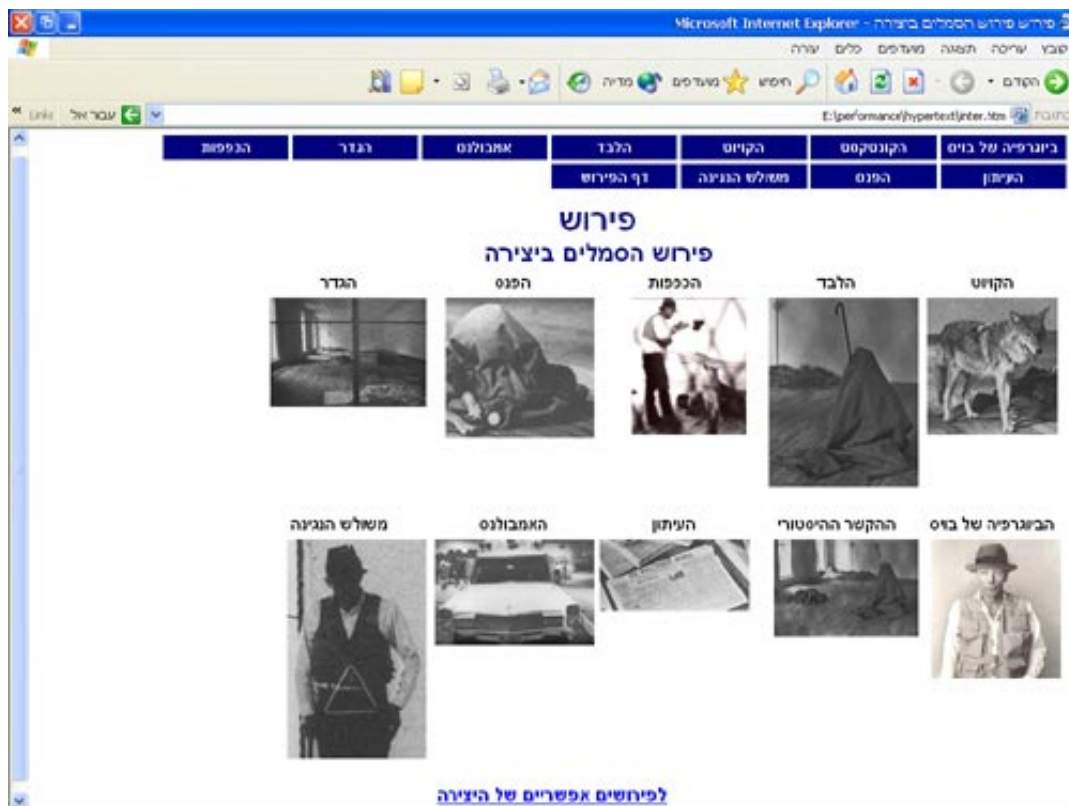 פירוש פירוש הסמלים ביצירה - Microsoft Internet Explorer
קובץ עריכה תצוגה מועדפים כלים עזרה
הקודם חיפוש מועדפים מדיה
כתובת E:\performance\hypertext\inter.htm עבור אל Links »
ביוגרפיה של בויס הקונטקסט הקויוט הלבד אמבולנס הגדר הכפפות
העיתון הפנס משולש הנגינה דף הפירוש
פירוש
פירוש הסמלים ביצירה
הקויוט הלבד הכפפות הפנס הגדר
הביוגרפיה של בויס ההקשר ההיסטורי העיתון האמבולנס משולש הנגינה
לפירושים אפשריים של היצירה